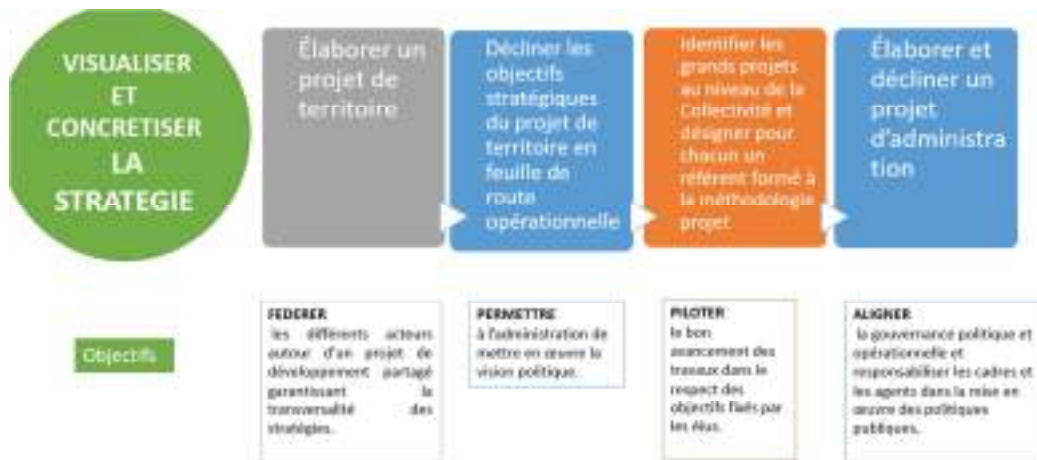 VISUALISER
ET
CONCRETISER
LA
STRATEGIE
Élaborer un
projet de
territoire
Décliner les
objectifs
stratégiques
du projet de
territoire en
feuille de
route
opérationnelle
Identifier les
grands projets
au niveau de la
Collectivité et
désigner pour
chacun un
référent formé à
la méthodologie
projet
Élaborer et
décliner un
projet
d'administra
tion
Objectifs
FEDERER
les différents acteurs
autour d'un projet de
développement partagé
garantissant la
transversalité des
stratégies.
PERMETTRE
à l'administration de
mettre en œuvre la
vision politique.
PILOTER
le bon
avancement des
travaux dans le
respect des
objectifs fixés par
les élus.
ALIGNER
la gouvernance politique et
opérationnelle et
responsabiliser les cadres et
les agents dans la mise en
œuvre des politiques
publiques.